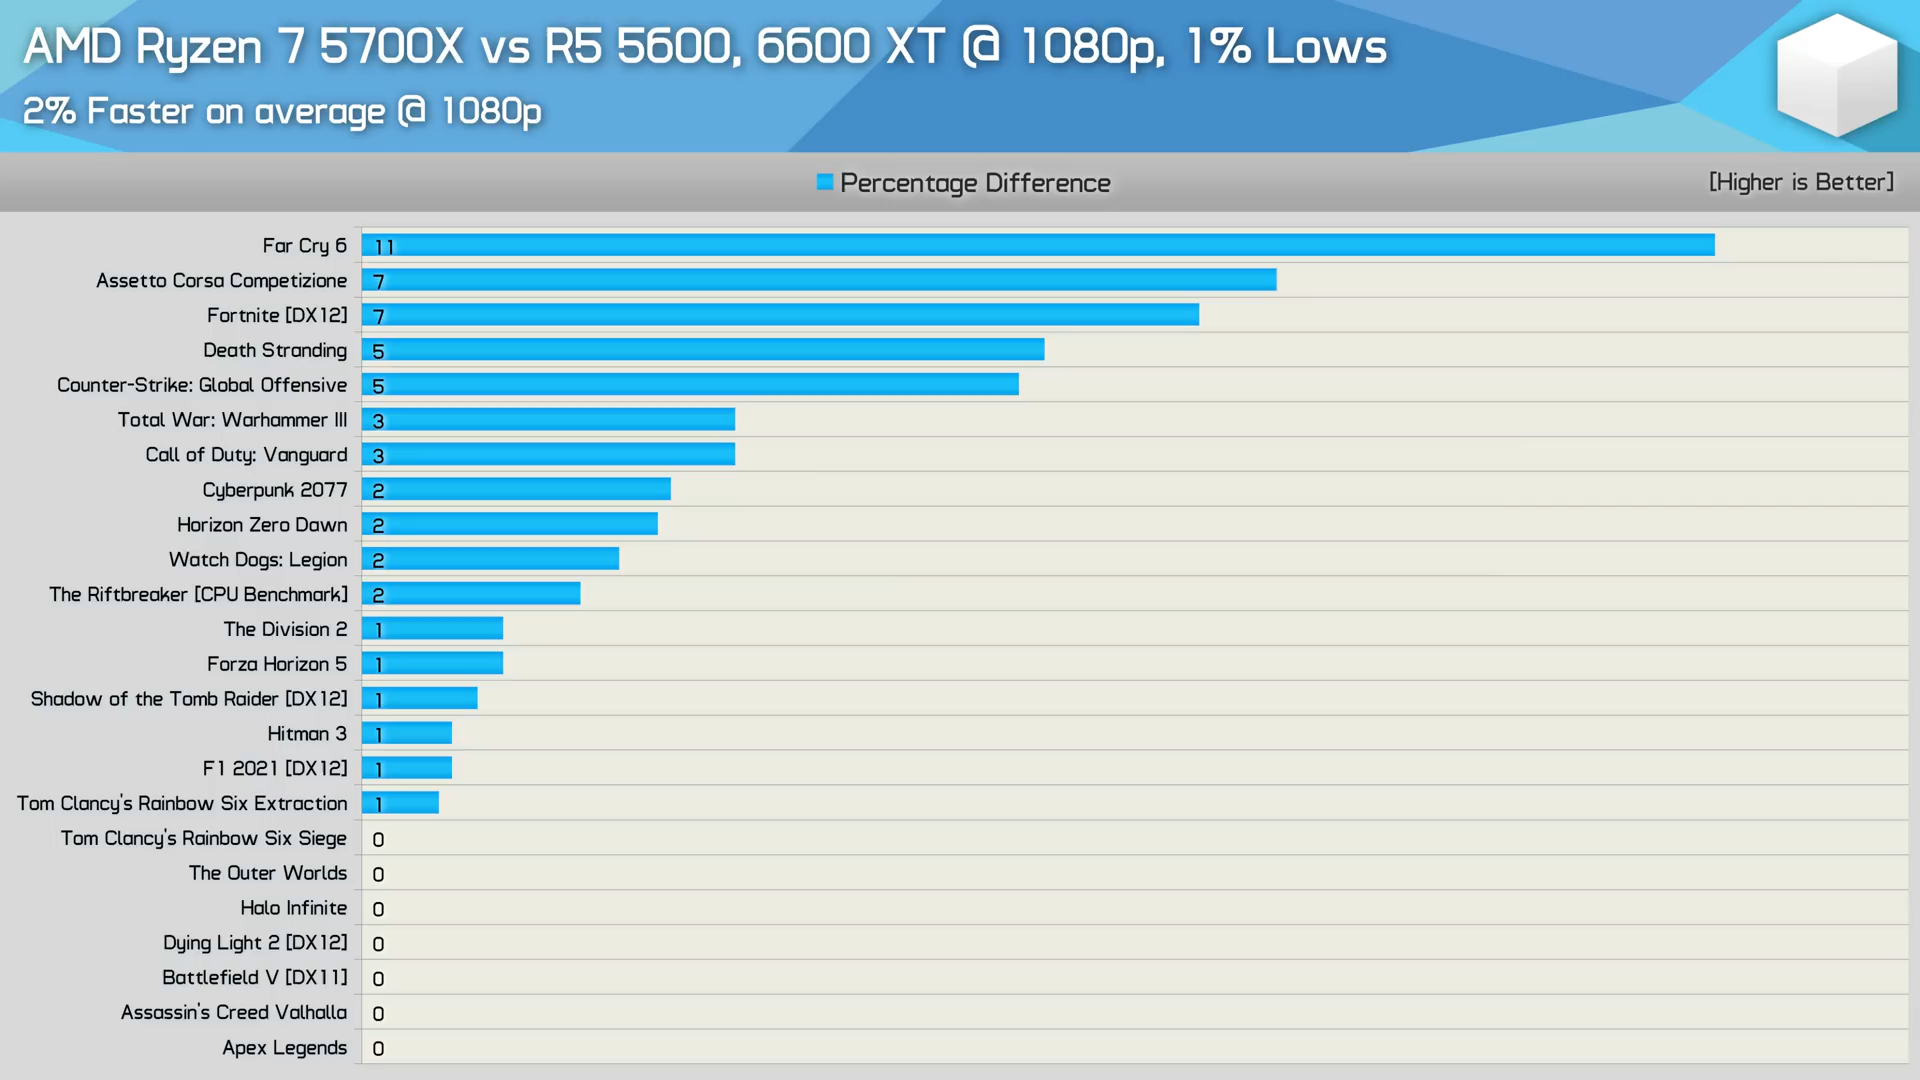 AMD Ryzen 7 5700X vs R5 5600, 6600 XT @ 1080p, 1% Lows
2% Faster on average @ 1080p
Percentage Difference
[Higher is Better]
Far Cry 6 11
Assetto Corsa Competizione 7
Fortnite [DX12] 7
Death Stranding 5
Counter-Strike: Global Offensive 5
Total War: Warhammer III 3
Call of Duty: Vanguard 3
Cyberpunk 2077 2
Horizon Zero Dawn 2
Watch Dogs: Legion 2
The Riftbreaker [CPU Benchmark] 2
The Division 2 1
Forza Horizon 5 1
Shadow of the Tomb Raider [DX12] 1
Hitman 3 1
F1 2021 [DX12] 1
Tom Clancy's Rainbow Six Extraction 1
Tom Clancy's Rainbow Six Siege 0
The Outer Worlds 0
Halo Infinite 0
Dying Light 2 [DX12] 0
Battlefield V [DX11] 0
Assassin's Creed Valhalla 0
Apex Legends 0